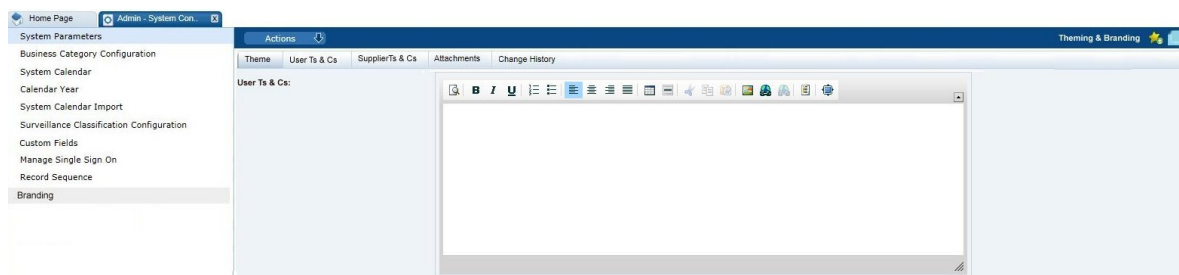 Home Page
Admin - System Con..
System Parameters
Business Category Configuration
System Calendar
Calendar Year
System Calendar Import
Surveillance Classification Configuration
Custom Fields
Manage Single Sign On
Record Sequence
Branding
Actions
Theming & Branding
Theme
User Ts & Cs
SupplierTs & Cs
Attachments
Change History
User Ts & Cs:
B I U